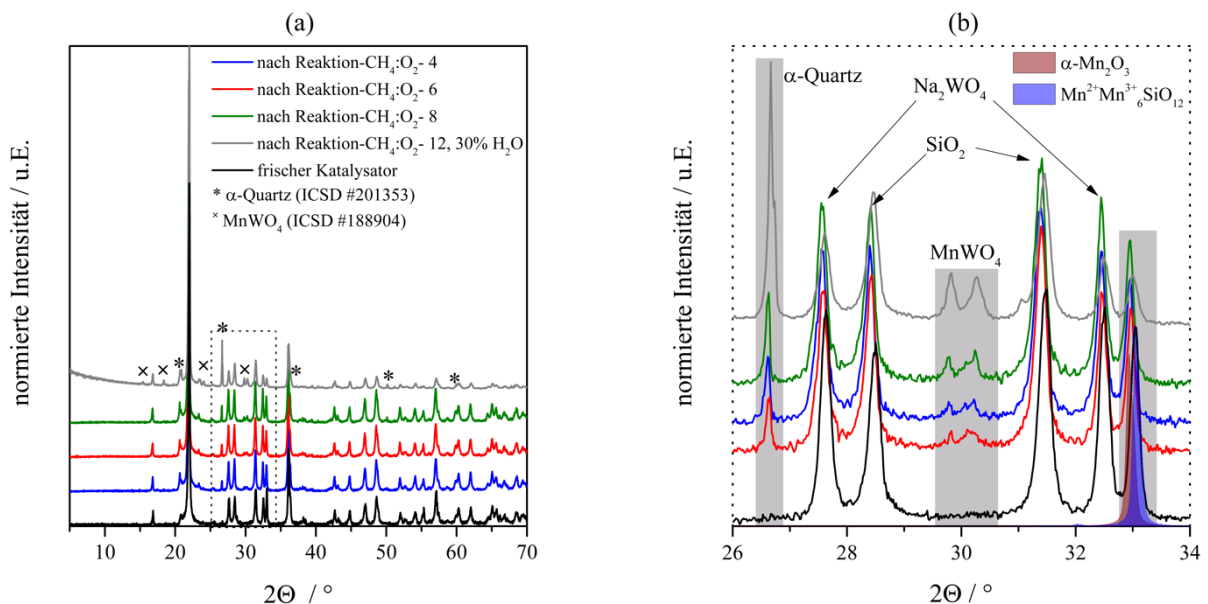 (a)
normierte Intensität / u.E.
nach Reaktion-CH₄:O₂- 4
nach Reaktion-CH₄:O₂- 6
nach Reaktion-CH₄:O₂- 8
nach Reaktion-CH₄:O₂- 12, 30% H₂O
frischer Katalysator
* α-Quartz (ICSD #201353)
× MnWO₄ (ICSD #188904)
*
× × * × × * * *
10 20 30 40 50 60 70
2Θ / °
(b)
normierte Intensität / u.E.
α-Quartz
Na₂WO₄
SiO₂
MnWO₄
α-Mn₂O₃
Mn²⁺Mn³⁺₆SiO₁₂
26 28 30 32 34
2Θ / °